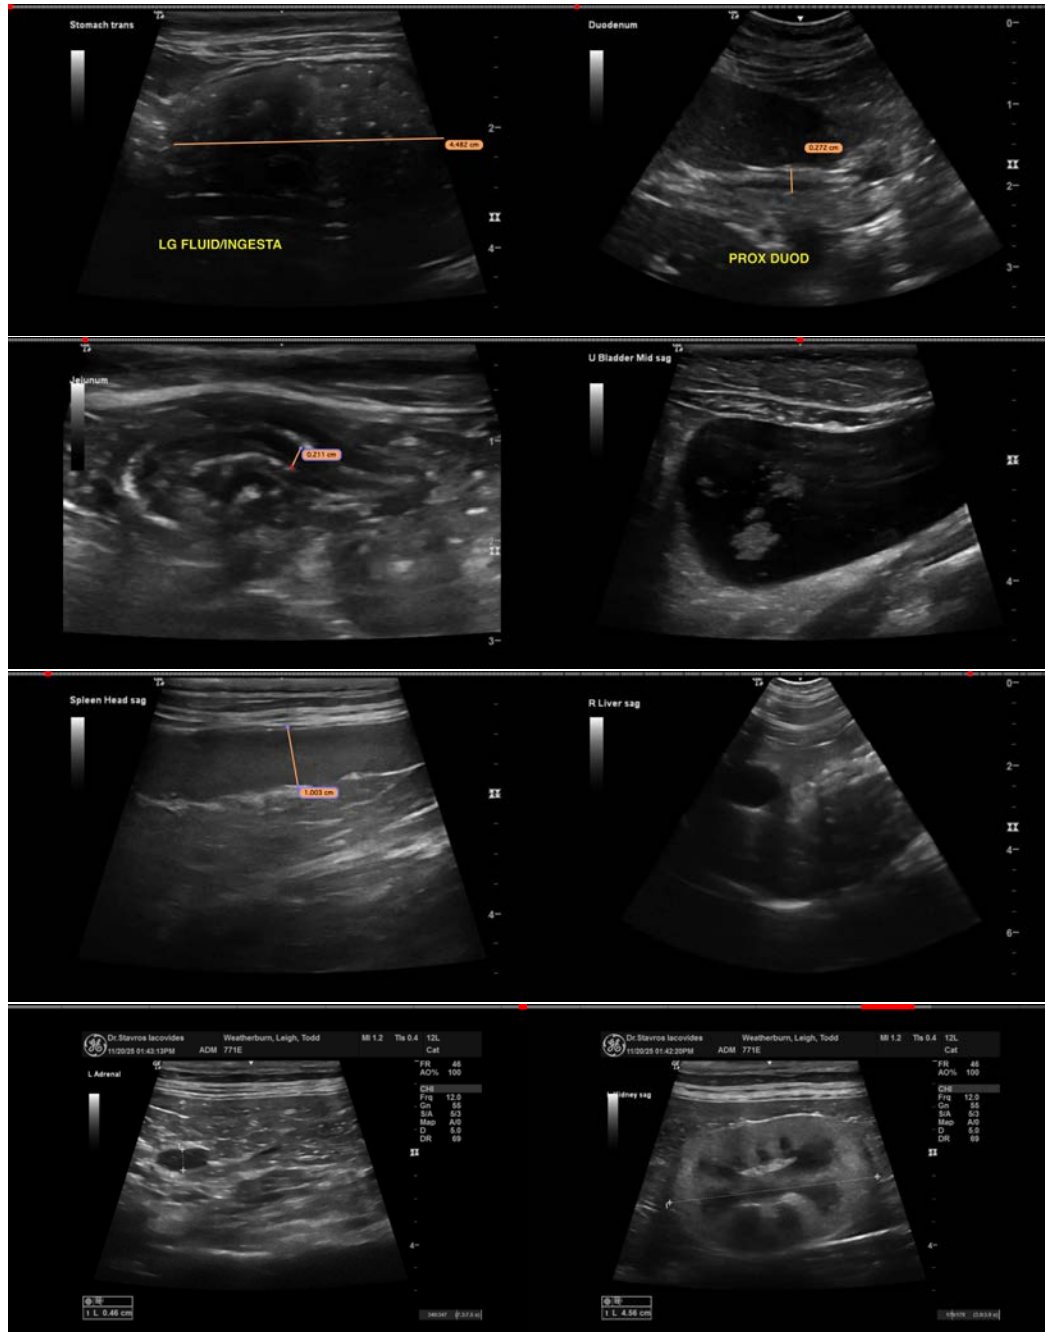 Stomach trans
2
4.482 cm
4
LG FLUID/INGESTA
Duodenum
0
1
0.272 cm
2
PROX DUOD
3
Jejunum
1
0.211 cm
3
U Bladder Mid sag
4
Spleen Head sag
1.003 cm
4
R Liver sag
0
2
4
6
Dr.Stavros Iacovides Weatherburn, Leigh, Todd MI 1.2 TIs 0.4 12L
11/20/25 01:43:13PM ADM 771E Cat
L Adrenal
FR 46
AO% 100
CHI
Frq 12.0
Gn 55
S/A 5/3
Map A/0
D 5.0
DR 69
4
1 L 0.46 cm
Dr.Stavros Iacovides Weatherburn, Leigh, Todd MI 1.2 TIs 0.4 12L
11/20/25 01:42:20PM ADM 771E Cat
Kidney sag
FR 46
AO% 100
CHI
Frq 12.0
Gn 55
S/A 5/3
Map A/0
D 5.0
DR 69
4
1 L 4.56 cm